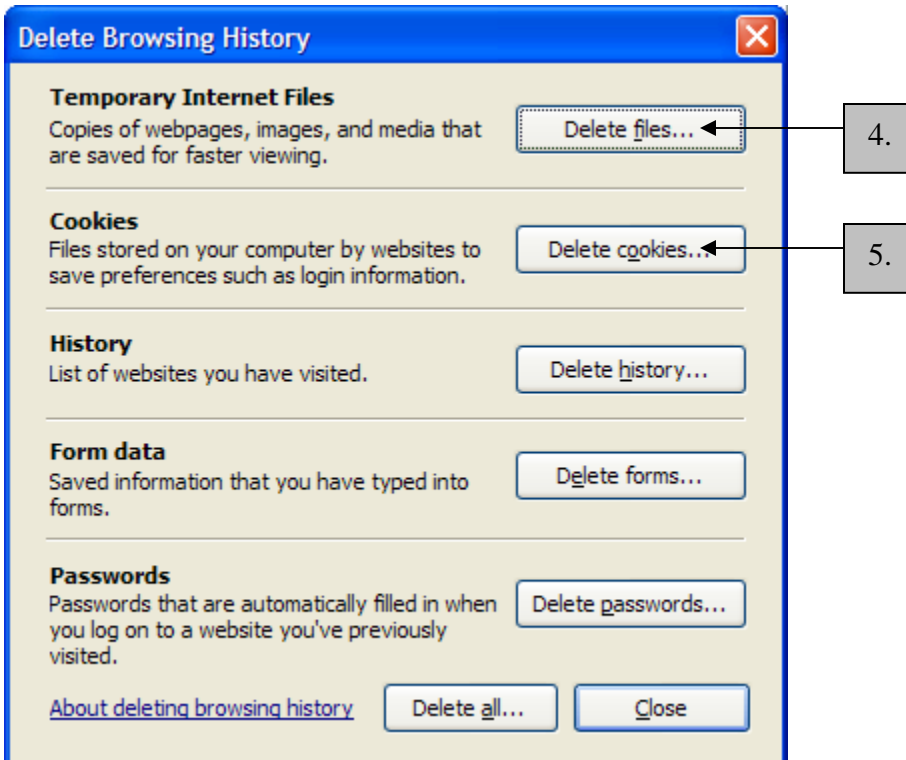 Delete Browsing History
Temporary Internet Files
Copies of webpages, images, and media that
are saved for faster viewing.
Delete files...
4.
Cookies
Files stored on your computer by websites to
save preferences such as login information.
Delete cookies...
5.
History
List of websites you have visited.
Delete history...
Form data
Saved information that you have typed into
forms.
Delete forms...
Passwords
Passwords that are automatically filled in when
you log on to a website you've previously
visited.
Delete passwords...
About deleting browsing history
Delete all...
Close